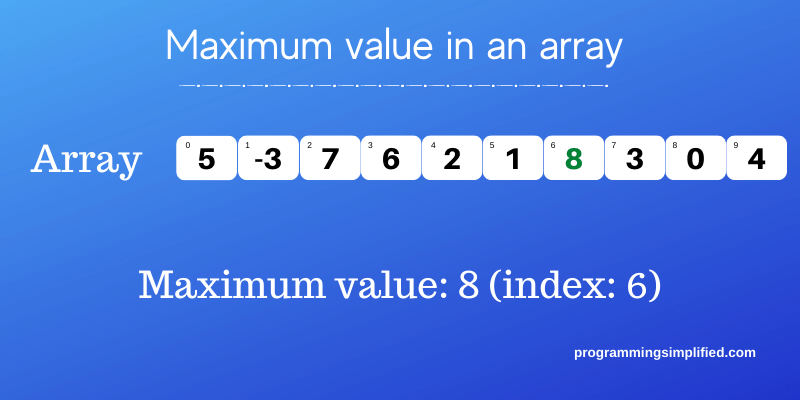 Maximum value in an array
0 1 2 3 4 5 6 7 8 9
Array 5 -3 7 6 2 1 8 3 0 4
Maximum value: 8 (index: 6)
programmingsimplified.com